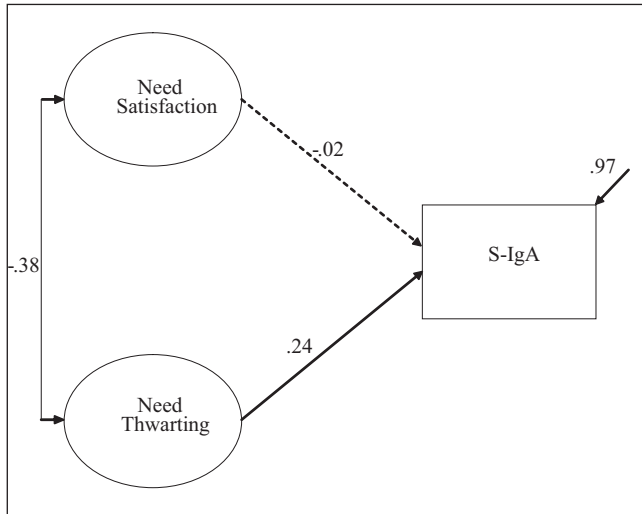 Need
Satisfaction
-.02
.97
S-IgA
-.38
.24
Need
Thwarting